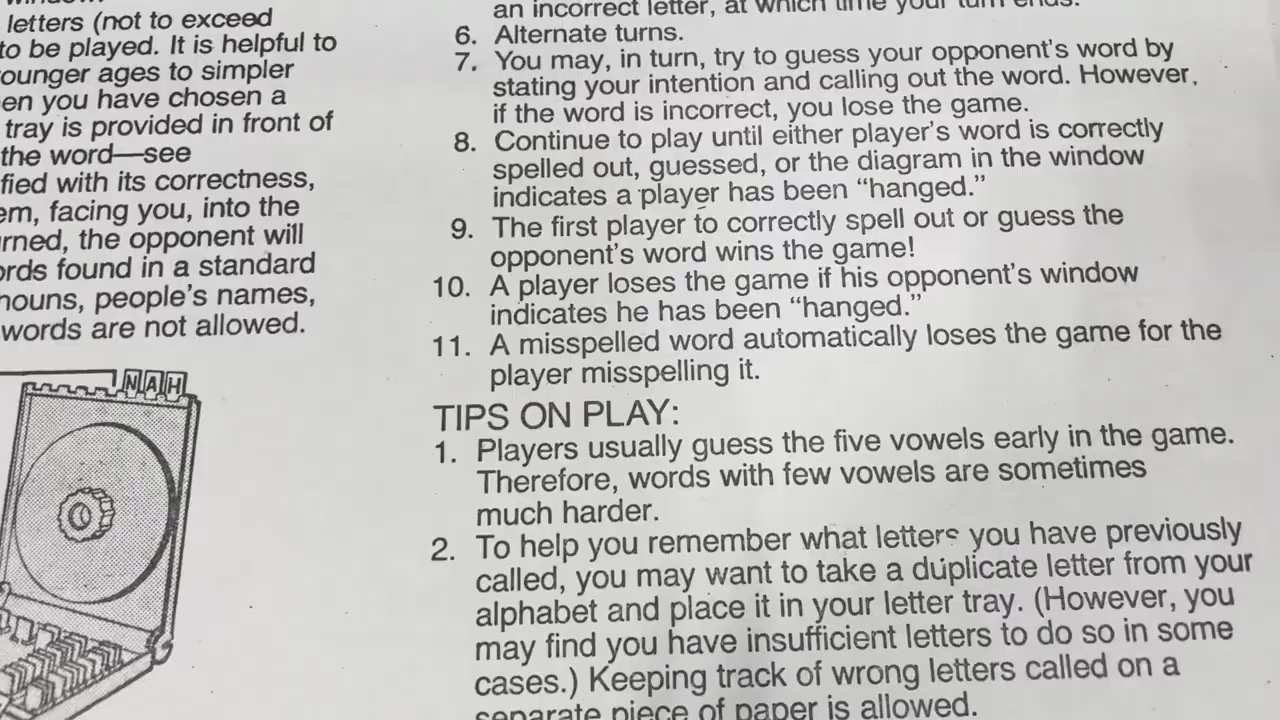 letters (not to exceed
to be played. It is helpful to
ounger ages to simpler
en you have chosen a
tray is provided in front of
the word—see
fied with its correctness,
em, facing you, into the
urned, the opponent will
ords found in a standard
nouns, people's names,
words are not allowed.
NAH
an incorrect letter, at which time your turn ends.
6. Alternate turns.
7. You may, in turn, try to guess your opponent's word by
stating your intention and calling out the word. However,
if the word is incorrect, you lose the game.
8. Continue to play until either player's word is correctly
spelled out, guessed, or the diagram in the window
indicates a player has been “hanged.”
9. The first player to correctly spell out or guess the
opponent's word wins the game!
10. A player loses the game if his opponent's window
indicates he has been “hanged.”
11. A misspelled word automatically loses the game for the
player misspelling it.
TIPS ON PLAY:
1. Players usually guess the five vowels early in the game.
Therefore, words with few vowels are sometimes
much harder.
2. To help you remember what letters you have previously
called, you may want to take a duplicate letter from your
alphabet and place it in your letter tray. (However, you
may find you have insufficient letters to do so in some
cases.) Keeping track of wrong letters called on a
separate piece of paper is allowed.